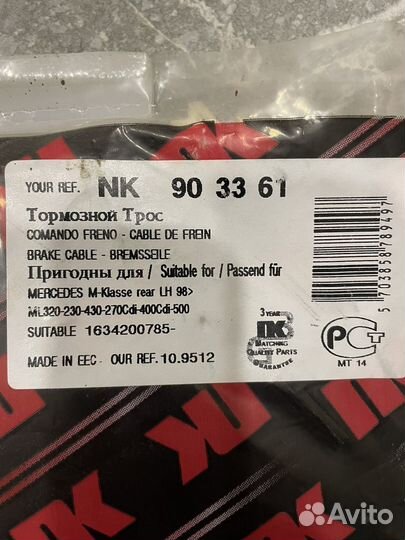 YOUR REF. NK 90 33 61
Тормозной Трос
COMANDO FRENO - CABLE DE FREIN
BRAKE CABLE - BREMSSEILE
Пригодны для / Suitable for / Passend für
MERCEDES M-Klasse rear LH 98>
ML320-230-430-270Cdi-400Cdi-500
SUITABLE 1634200785-
MADE IN EEC - OUR REF. 10.9512
3 YEAR
NK
MATCHING
QUALITY PARTS
GUARANTEE
РСТ
МТ 14
5703858789497
NK
Avito